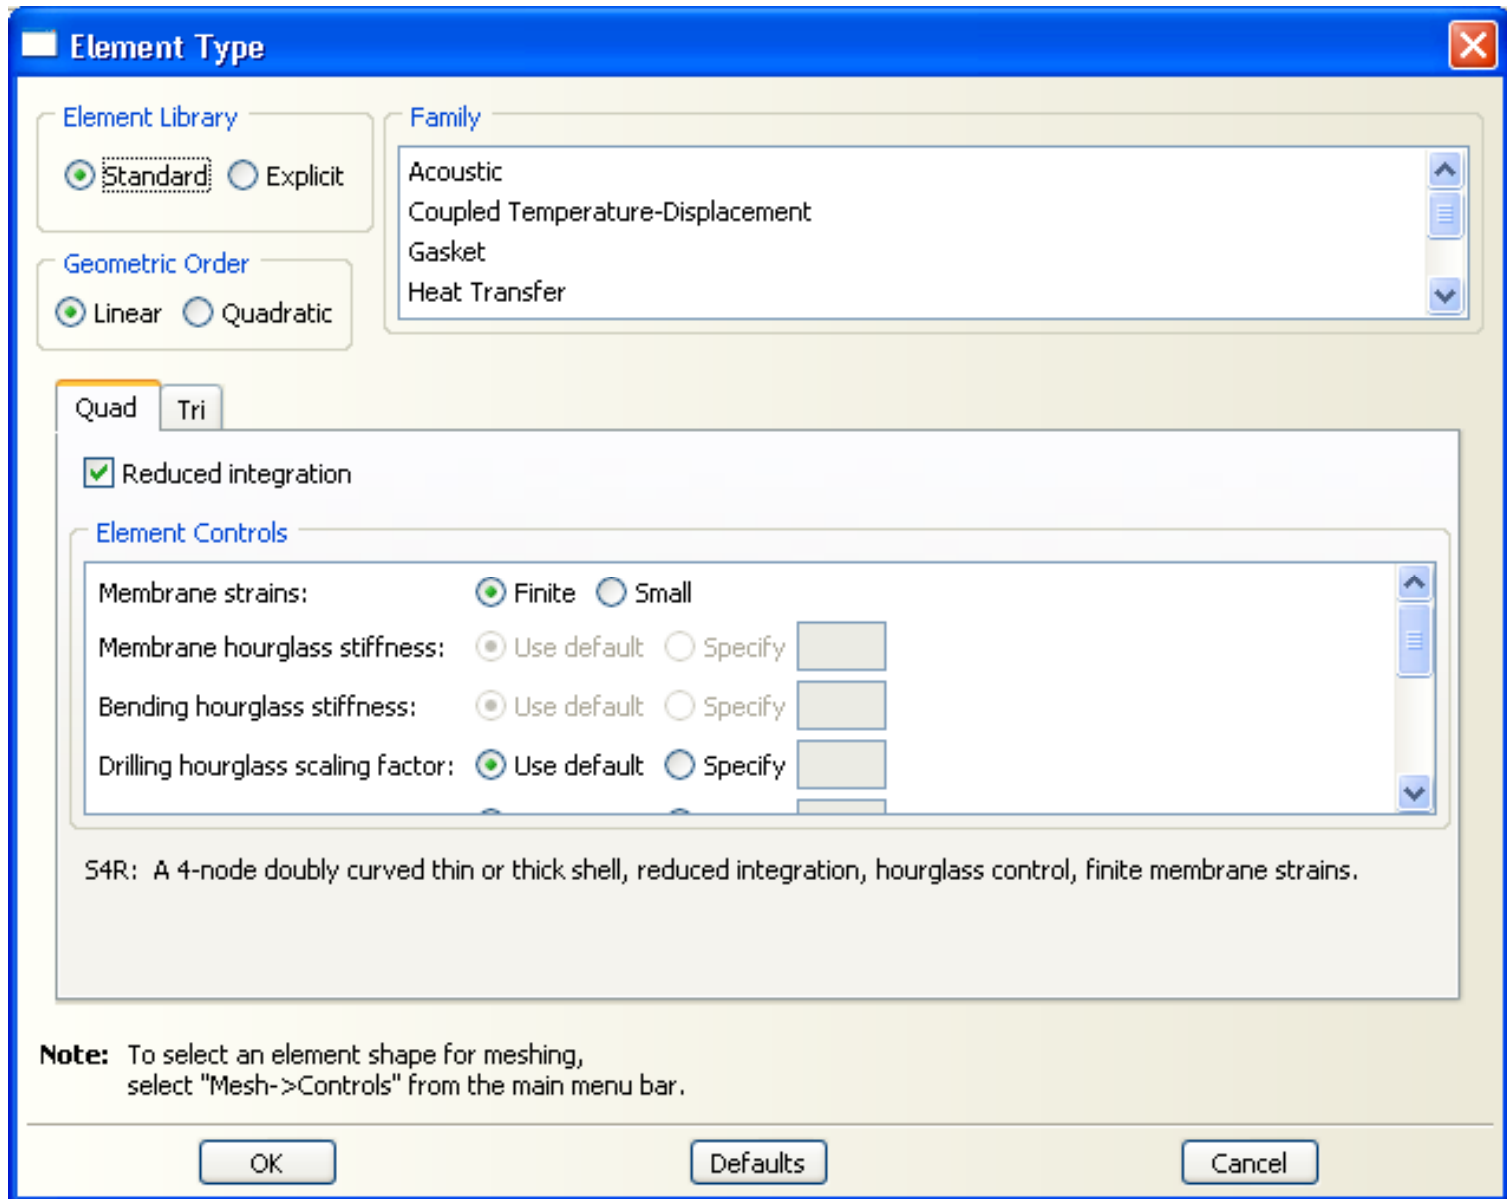 Element Type
Element Library
Standard Explicit
Family
Acoustic
Coupled Temperature-Displacement
Gasket
Heat Transfer
Geometric Order
Linear Quadratic
Quad Tri
Reduced integration
Element Controls
Membrane strains: Finite Small
Membrane hourglass stiffness: Use default Specify
Bending hourglass stiffness: Use default Specify
Drilling hourglass scaling factor: Use default Specify
S4R: A 4-node doubly curved thin or thick shell, reduced integration, hourglass control, finite membrane strains.
Note: To select an element shape for meshing,
select "Mesh->Controls" from the main menu bar.
OK Defaults Cancel